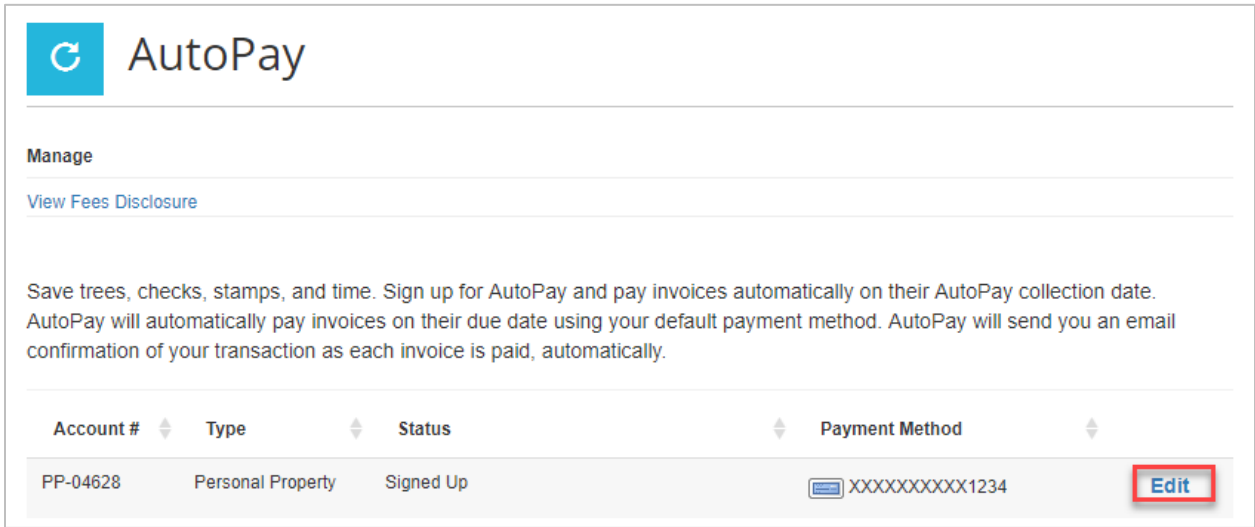 AutoPay
Manage
View Fees Disclosure
Save trees, checks, stamps, and time. Sign up for AutoPay and pay invoices automatically on their AutoPay collection date.
AutoPay will automatically pay invoices on their due date using your default payment method. AutoPay will send you an email
confirmation of your transaction as each invoice is paid, automatically.
Account # Type Status Payment Method
PP-04628 Personal Property Signed Up XXXXXXXXXX1234 Edit